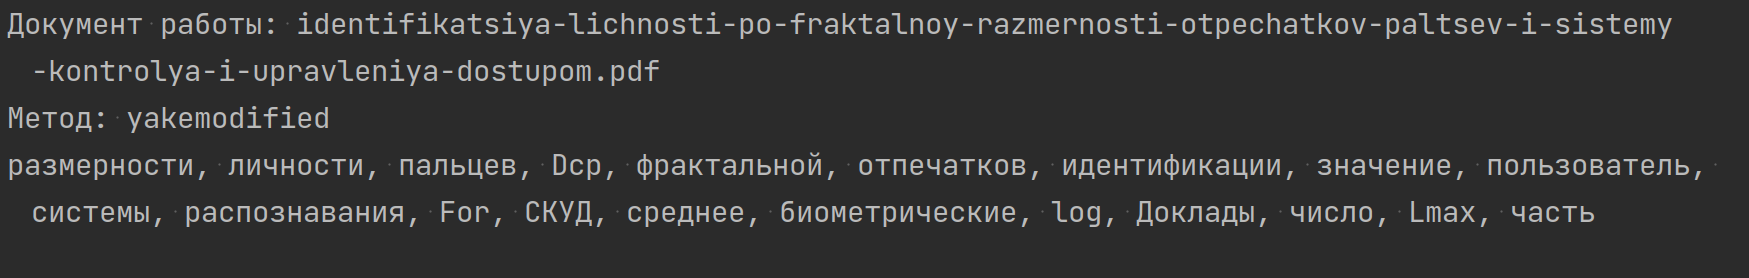 Документ работы: identifikatsiya-lichnosti-po-fraktalnoy-razmernosti-otpechatkov-paltsev-i-sistemy
-kontrolya-i-upravleniya-dostupom.pdf
Метод: yakemodified
размерности, личности, пальцев, Dcp, фрактальной, отпечатков, идентификации, значение, пользователь,
системы, распознавания, For, СКУД, среднее, биометрические, log, Доклады, число, Lmax, часть